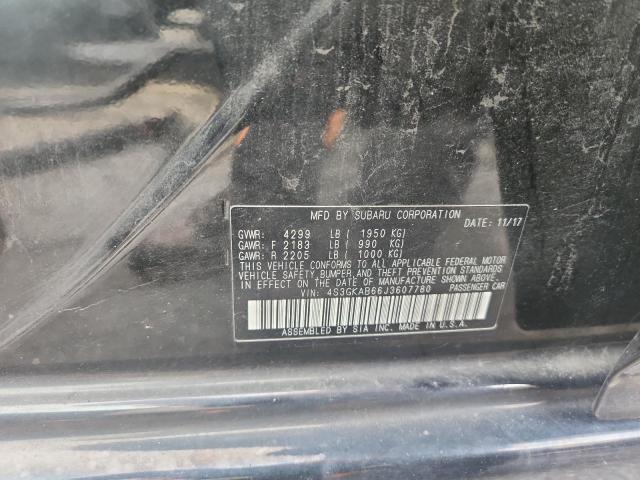 MFD BY SUBARU CORPORATION
DATE: 11/17
GVWR: 4299 LB ( 1950 KG)
GAWR: F 2183 LB ( 990 KG)
GAWR: R 2205 LB ( 1000 KG)
THIS VEHICLE CONFORMS TO ALL APPLICABLE FEDERAL MOTOR
VEHICLE SAFETY, BUMPER, AND THEFT PREVENTION STANDARDS
IN EFFECT ON DATE OF MANUFACTURE SHOWN ABOVE.
VIN: 4S3GKAB66J3607780 PASSENGER CAR
ASSEMBLED BY SIA INC. MADE IN U.S.A.